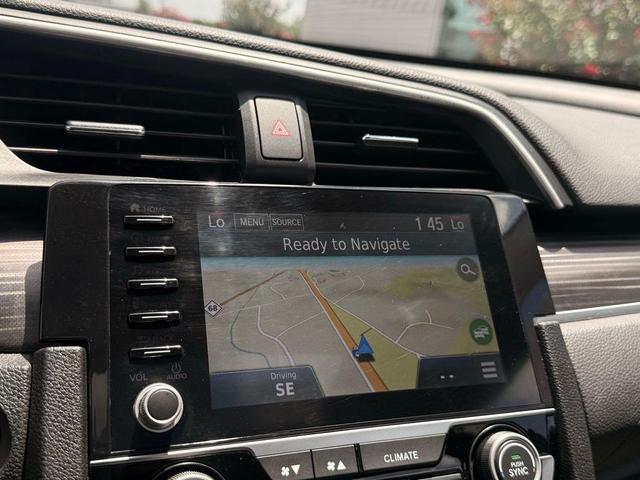 HOME
Lo MENU SOURCE 1 45 Lo
Ready to Navigate
68
Driving
SE
--
VOL AUDIO
CLIMATE
PUSH
SYNC